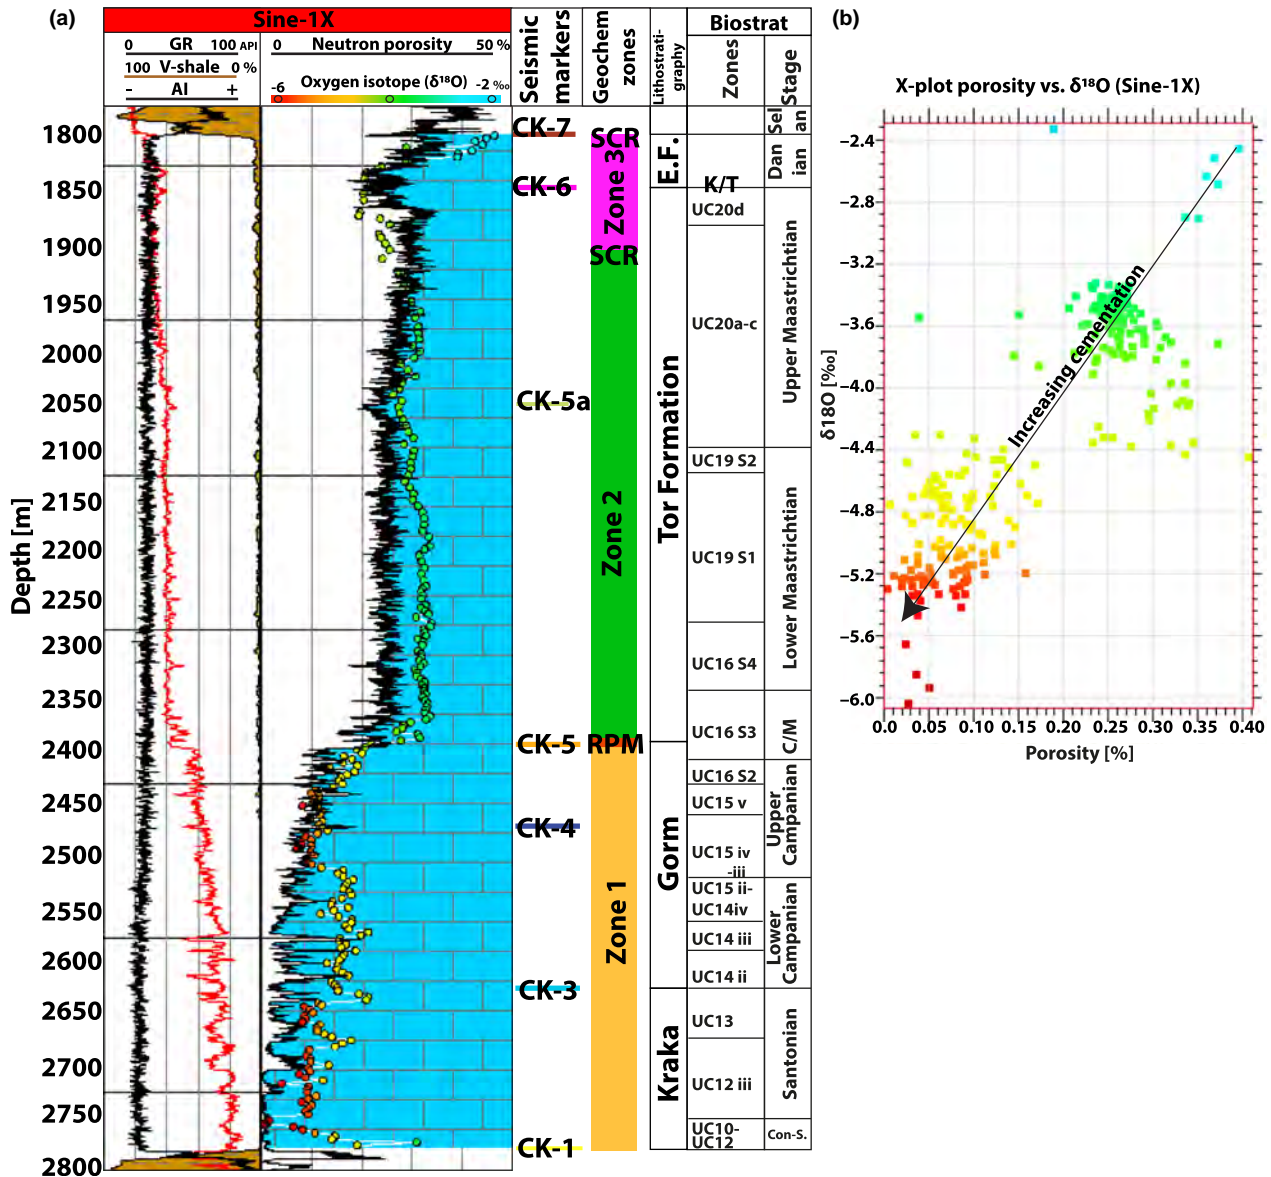 (a)
Sine-1X
0 GR 100 API
100 V-shale 0 %
- AI +
0 Neutron porosity 50 %
Oxygen isotope (δ¹⁸O)
-6 -2 ‰
Seismic
markers
Geochem
zones
Lithostrati-
graphy
Biostrat
Zones
Stage
Depth [m]
1800
1850
1900
1950
2000
2050
2100
2150
2200
2250
2300
2350
2400
2450
2500
2550
2600
2650
2700
2750
2800
CK-7
CK-6
CK-5a
CK-5
CK-4
CK-3
CK-1
SCR
Zone 3
SCR
Zone 2
RPM
Zone 1
E.F.
Tor Formation
Gorm
Kraka
K/T
UC20d
UC20a-c
UC19 S2
UC19 S1
UC16 S4
UC16 S3
UC16 S2
UC15 v
UC15 iv
-iii
UC15 ii-
UC14iv
UC14 iii
UC14 ii
UC13
UC12 iii
UC10-
UC12
Sel
an
Dan
ian
Upper Maastrichtian
Lower Maastrichtian
C/M
Upper
Campanian
Lower
Campanian
Santonian
Con-S.
(b)
X-plot porosity vs. δ¹⁸O (Sine-1X)
δ18O [‰]
−2.4
−2.8
−3.2
−3.6
−4.0
−4.4
−4.8
−5.2
−5.6
−6.0
Increasing cementation
0.0 0.05 0.10 0.15 0.20 0.25 0.30 0.35 0.40
Porosity [%]